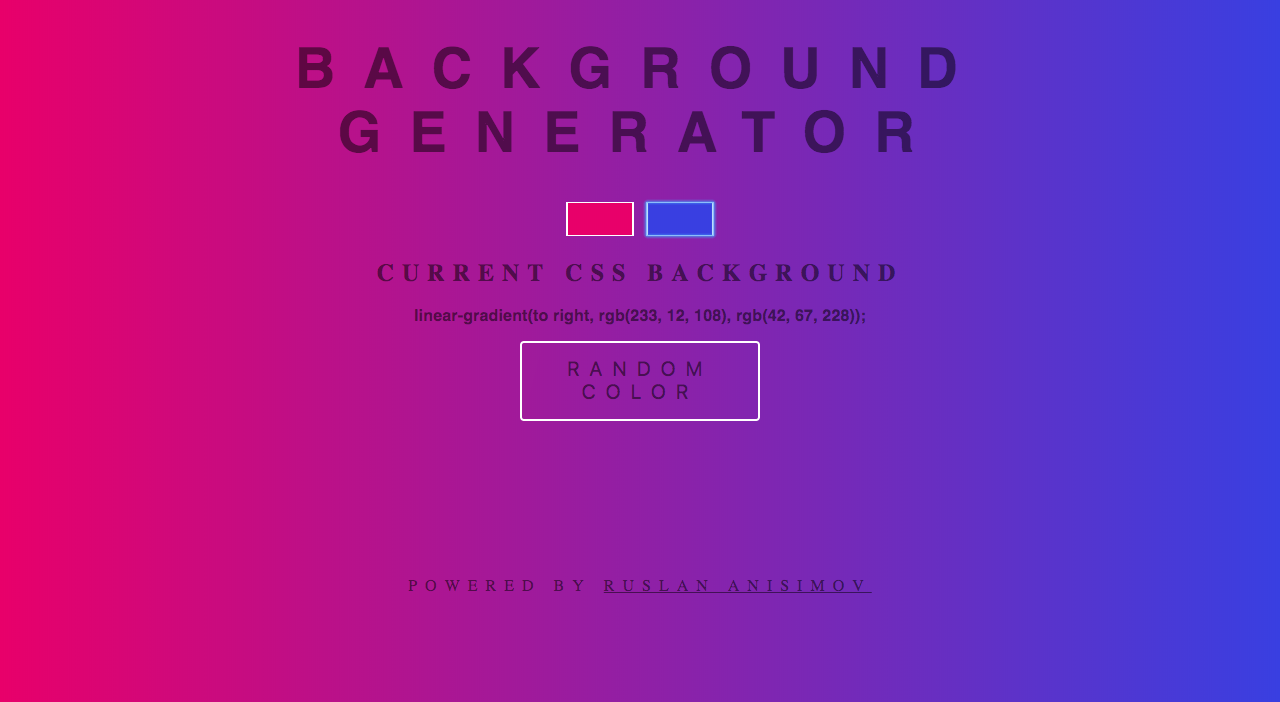 BACKGROUND
GENERATOR
CURRENT CSS BACKGROUND
linear-gradient(to right, rgb(233, 12, 108), rgb(42, 67, 228));
RANDOM
COLOR
POWERED BY RUSLAN ANISIMOV